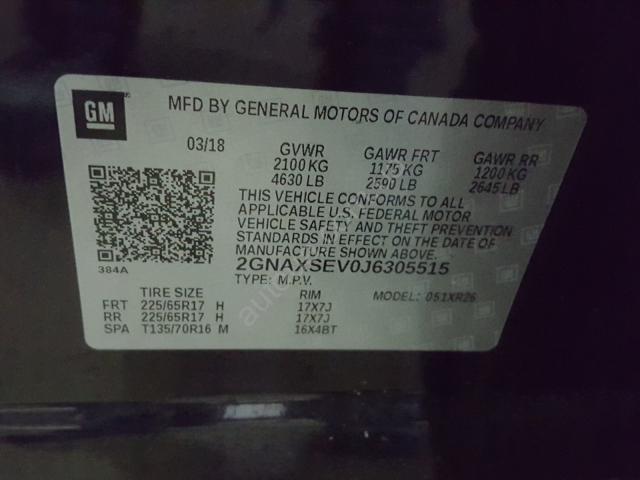 GM
MFD BY GENERAL MOTORS OF CANADA COMPANY
03/18 GVWR GAWR FRT GAWR RR
2100 KG 1175 KG 1200 KG
4630 LB 2590 LB 2645 LB
THIS VEHICLE CONFORMS TO ALL
APPLICABLE U.S. FEDERAL MOTOR
VEHICLE SAFETY AND THEFT PREVENTION
STANDARDS IN EFFECT ON THE DATE OF
MANUFACTURE SHOWN ABOVE.
384A 2GNAXSEV0J6305515
TYPE: M.P.V. MODEL: 051XR26
TIRE SIZE RIM
FRT 225/65R17 H 17X7J
RR 225/65R17 H 17X7J
SPA T135/70R16 M 16X4BT